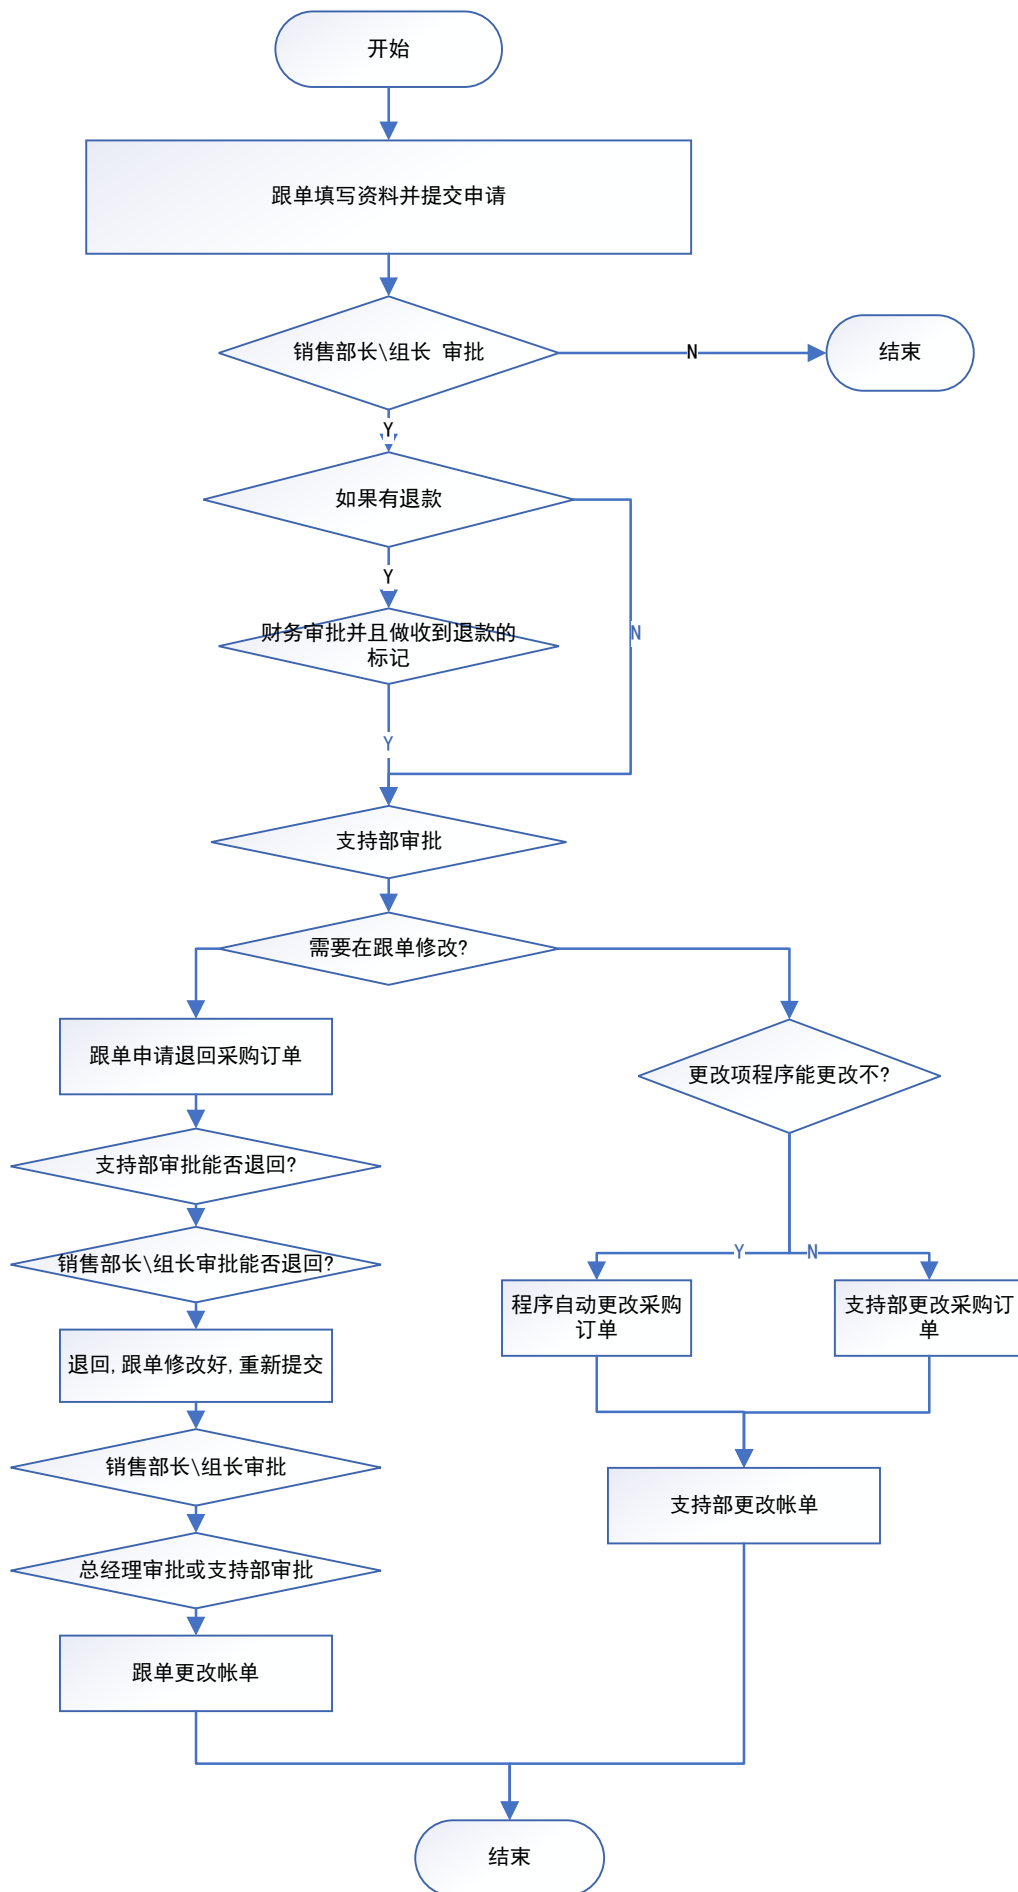 开始
跟单填写资料并提交申请
销售部长\组长 审批
N
结束
Y
如果有退款
Y
N
财务审批并且做收到退款的
标记
Y
支持部审批
需要在跟单修改?
跟单申请退回采购订单
更改项程序能更改不?
支持部审批能否退回?
销售部长\组长审批能否退回?
Y
N
程序自动更改采购
订单
支持部更改采购订
单
退回,跟单修改好,重新提交
销售部长\组长审批
支持部更改帐单
总经理审批或支持部审批
跟单更改帐单
结束